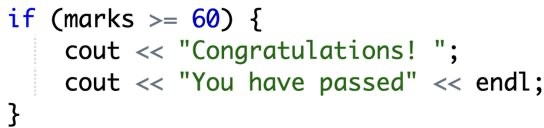 if (marks >= 60) {
    cout << "Congratulations! ";
    cout << "You have passed" << endl;
}